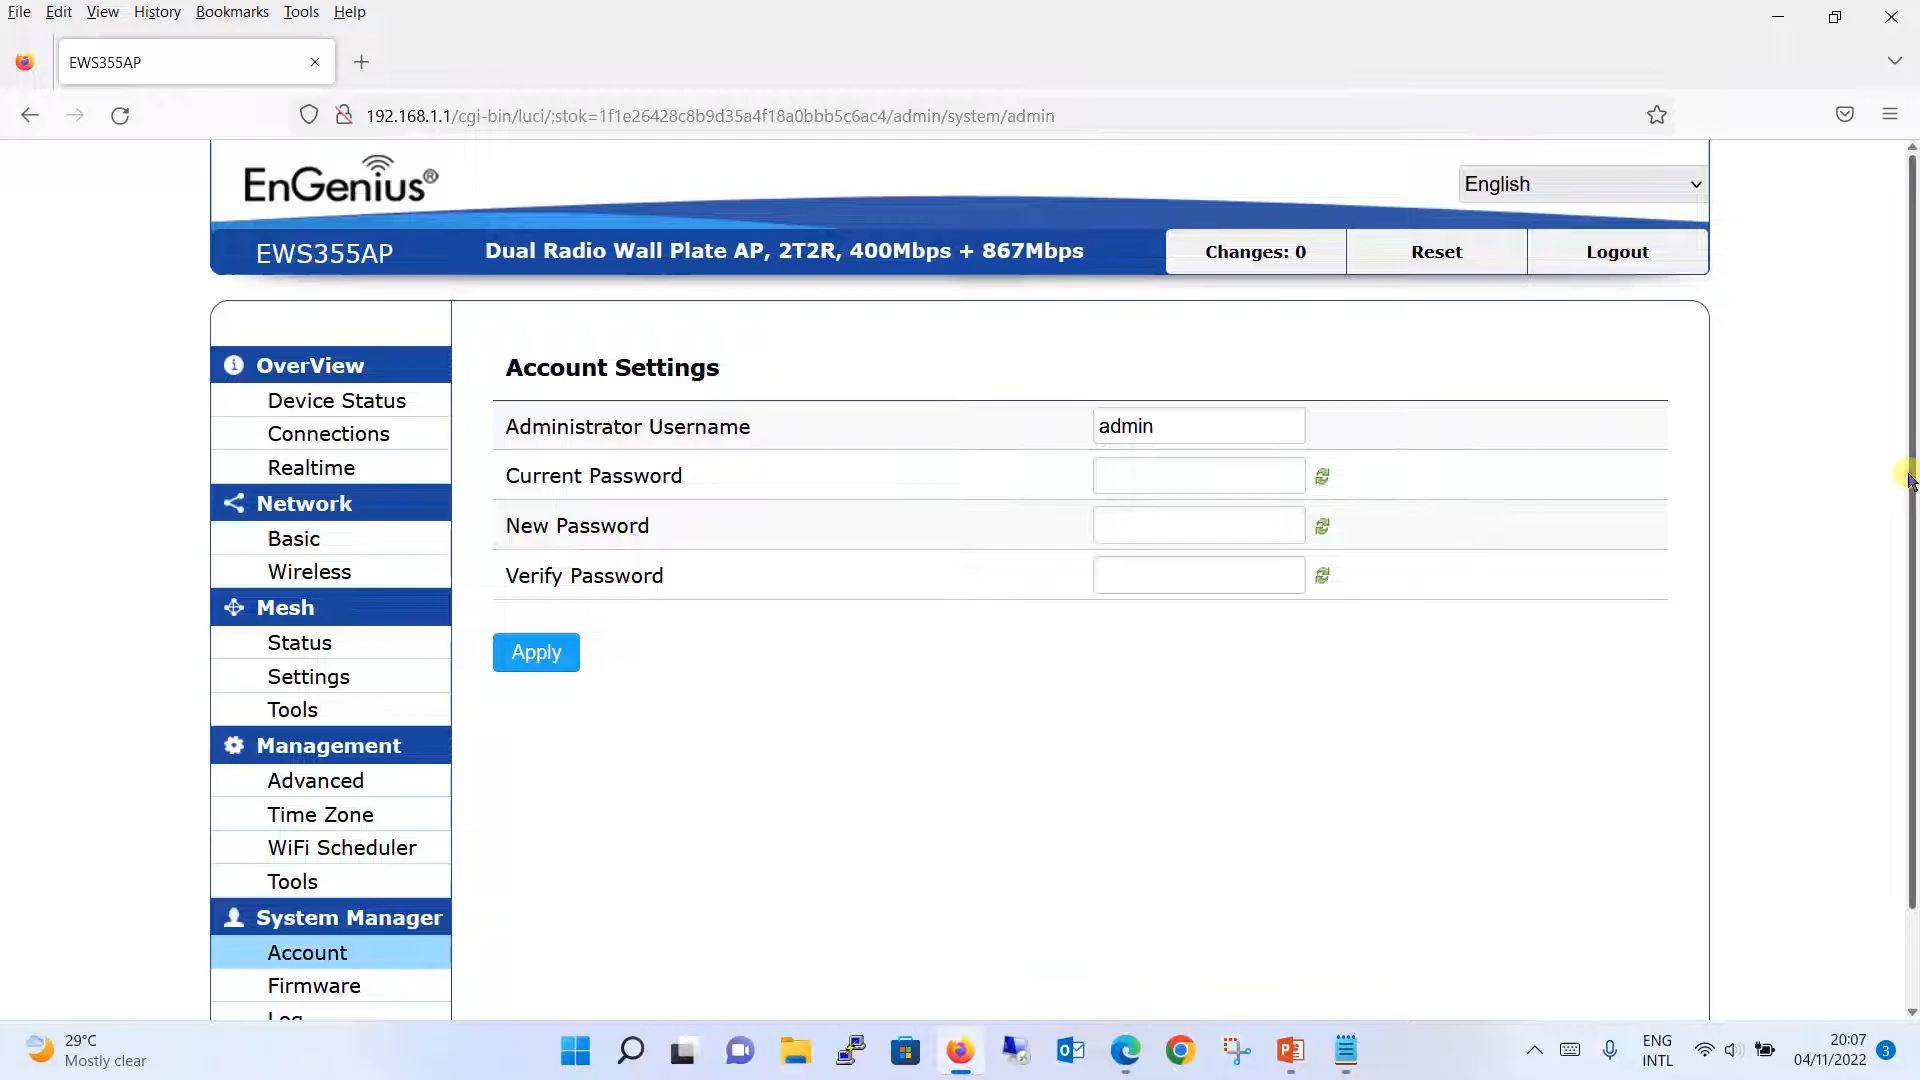 File Edit View History Bookmarks Tools Help
EWS355AP
192.168.1.1/cgi-bin/luci/;stok=1f1e26428c8b9d35a4f18a0bbb5c6ac4/admin/system/admin
EnGenius®
English
EWS355AP
Dual Radio Wall Plate AP, 2T2R, 400Mbps + 867Mbps
Changes: 0
Reset
Logout
OverView
Device Status
Connections
Realtime
Network
Basic
Wireless
Mesh
Status
Settings
Tools
Management
Advanced
Time Zone
WiFi Scheduler
Tools
System Manager
Account
Firmware
Log
Account Settings
Administrator Username admin
Current Password
New Password
Verify Password
Apply
29°C
Mostly clear
ENG
INTL
20:07
04/11/2022
3